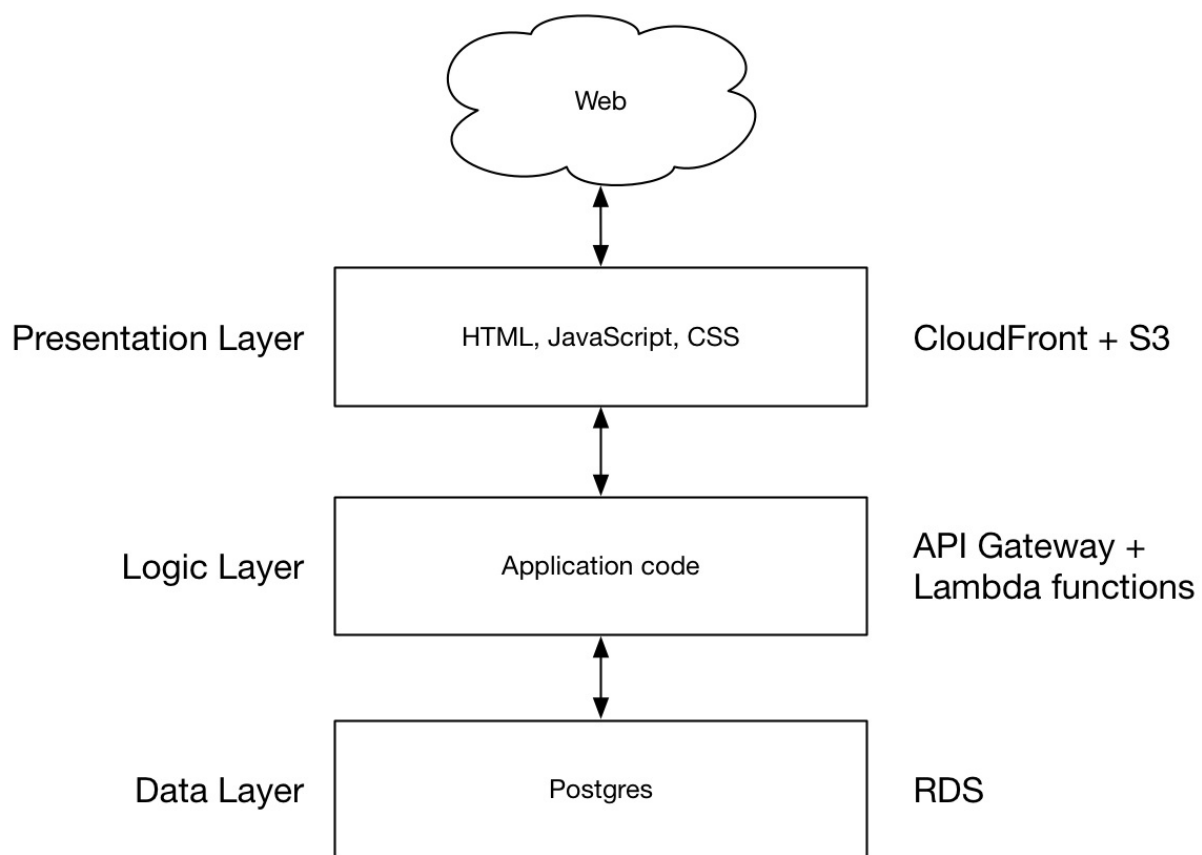 Web
Presentation Layer
HTML, JavaScript, CSS
CloudFront + S3
Logic Layer
Application code
API Gateway +
Lambda functions
Data Layer
Postgres
RDS